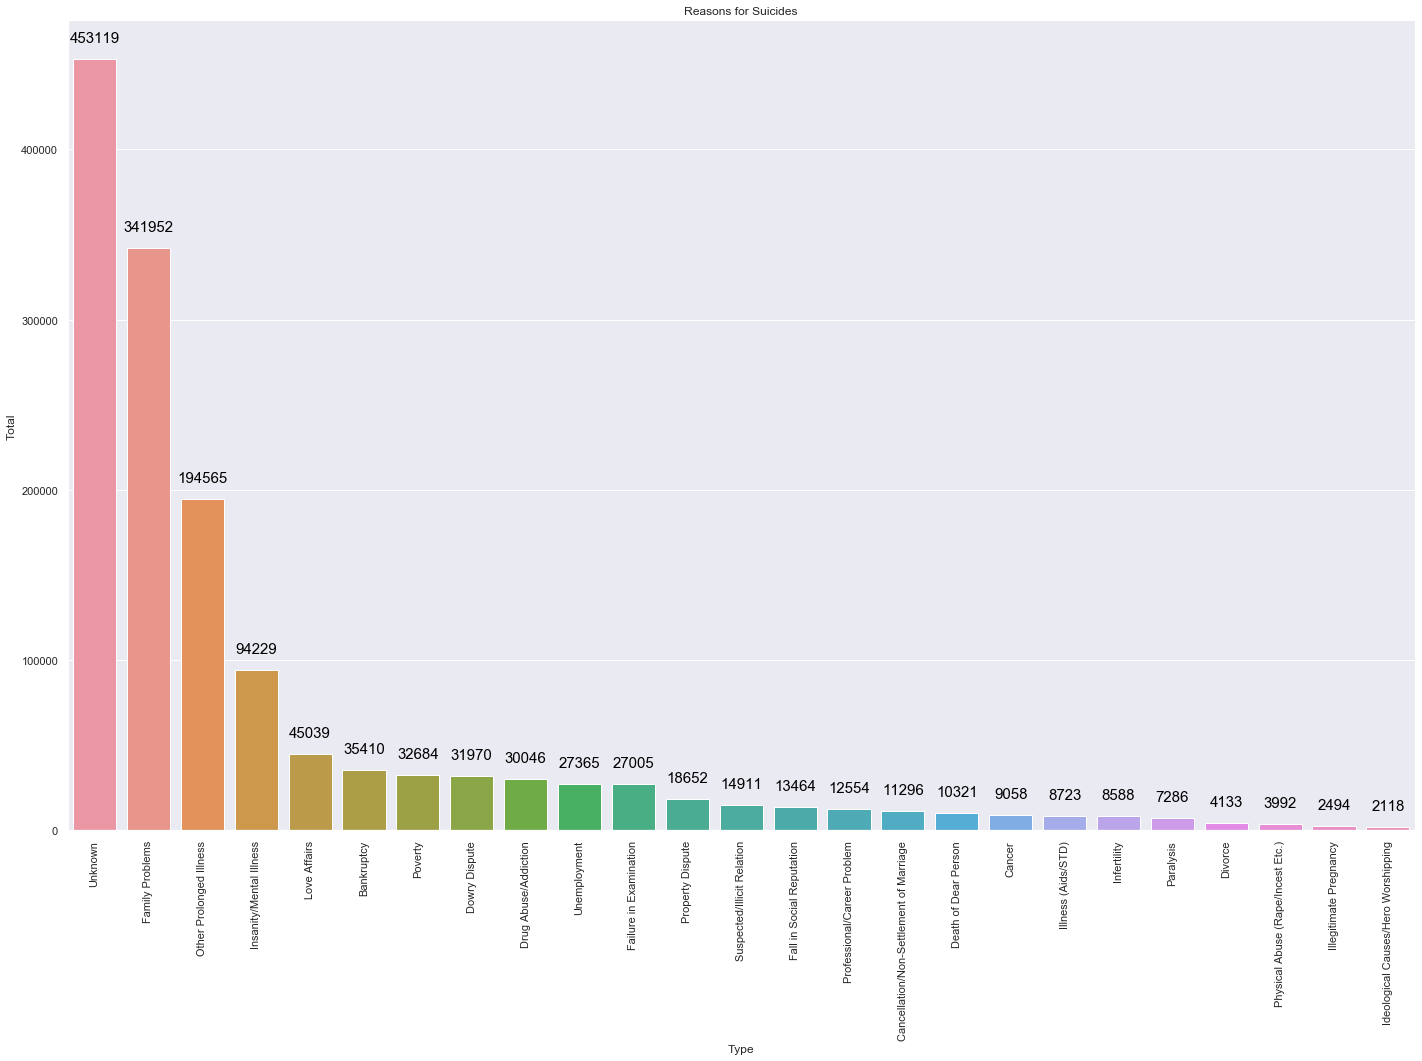 Reasons for Suicides
453119
341952
194565
94229
45039
35410
32684
31970
30046
27365
27005
18652
14911
13464
12554
11296
10321
9058
8723
8588
7286
4133
3992
2494
2118
400000
300000
200000
100000
0
Total
Unknown
Family Problems
Other Prolonged Illness
Insanity/Mental Illness
Love Affairs
Bankruptcy
Poverty
Dowry Dispute
Drug Abuse/Addiction
Unemployment
Failure in Examination
Property Dispute
Suspected/Illicit Relation
Fall in Social Reputation
Professional/Career Problem
Cancellation/Non-Settlement of Marriage
Death of Dear Person
Cancer
Illness (Aids/STD)
Infertility
Paralysis
Divorce
Physical Abuse (Rape/Incest Etc.)
Illegitimate Pregnancy
Ideological Causes/Hero Worshipping
Type